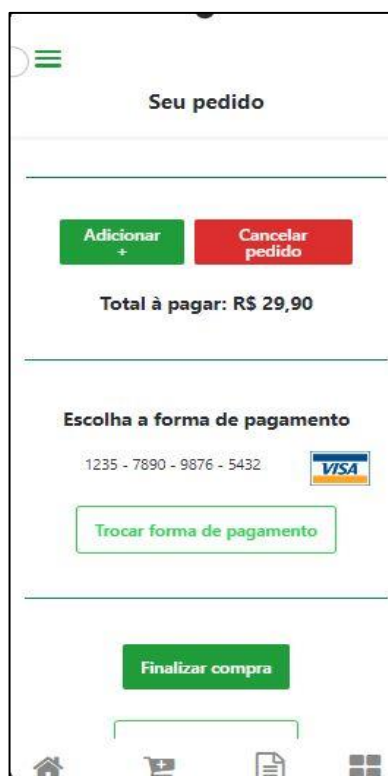 Seu pedido
Adicionar
+
Cancelar
pedido
Total à pagar: R$ 29,90
Escolha a forma de pagamento
1235 - 7890 - 9876 - 5432
VISA
Trocar forma de pagamento
Finalizar compra